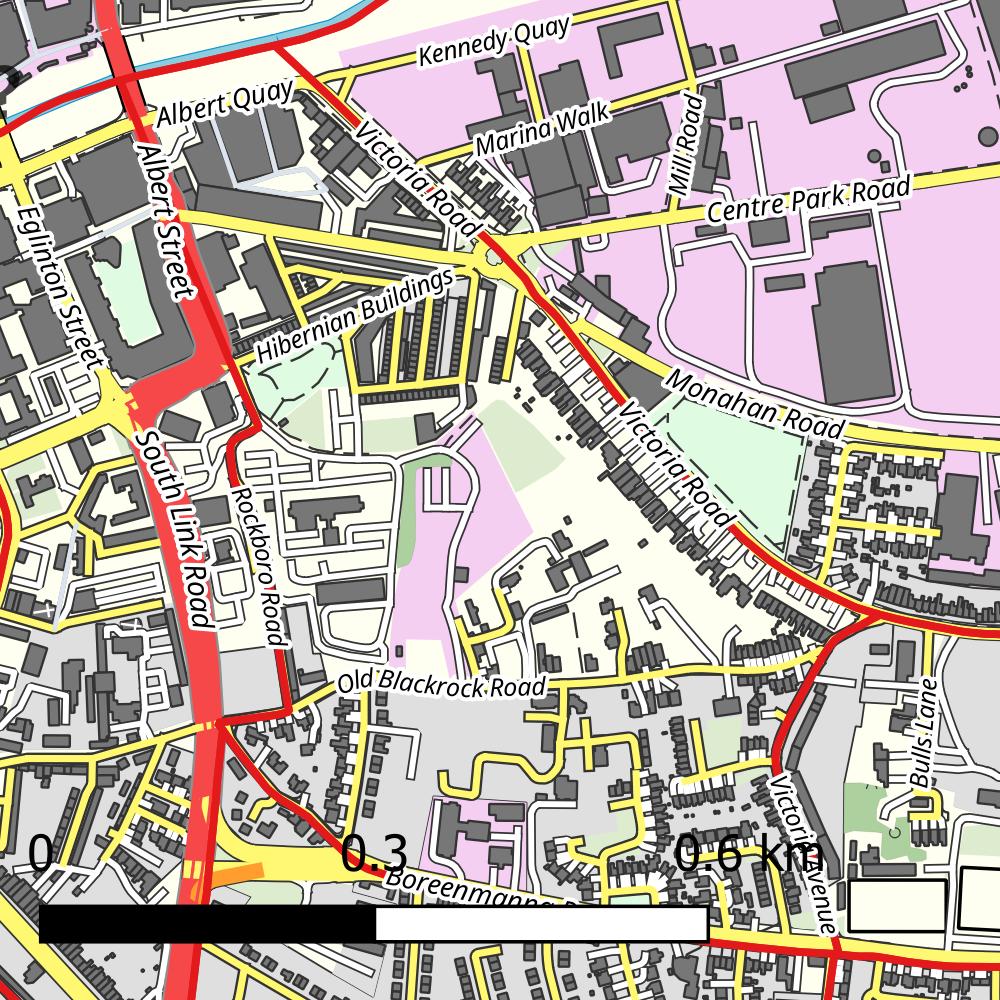 Kennedy Quay
Albert Quay
Marina Walk
Victoria Road
Mill Road
Albert Street
Centre Park Road
Eglinton Street
Hibernian Buildings
Monahan Road
Victoria Road
South Link Road
Rockboro Road
Old Blackrock Road
Bulls Lane
Victoria Avenue
0 0.3 0.6 km
Boreenmanna